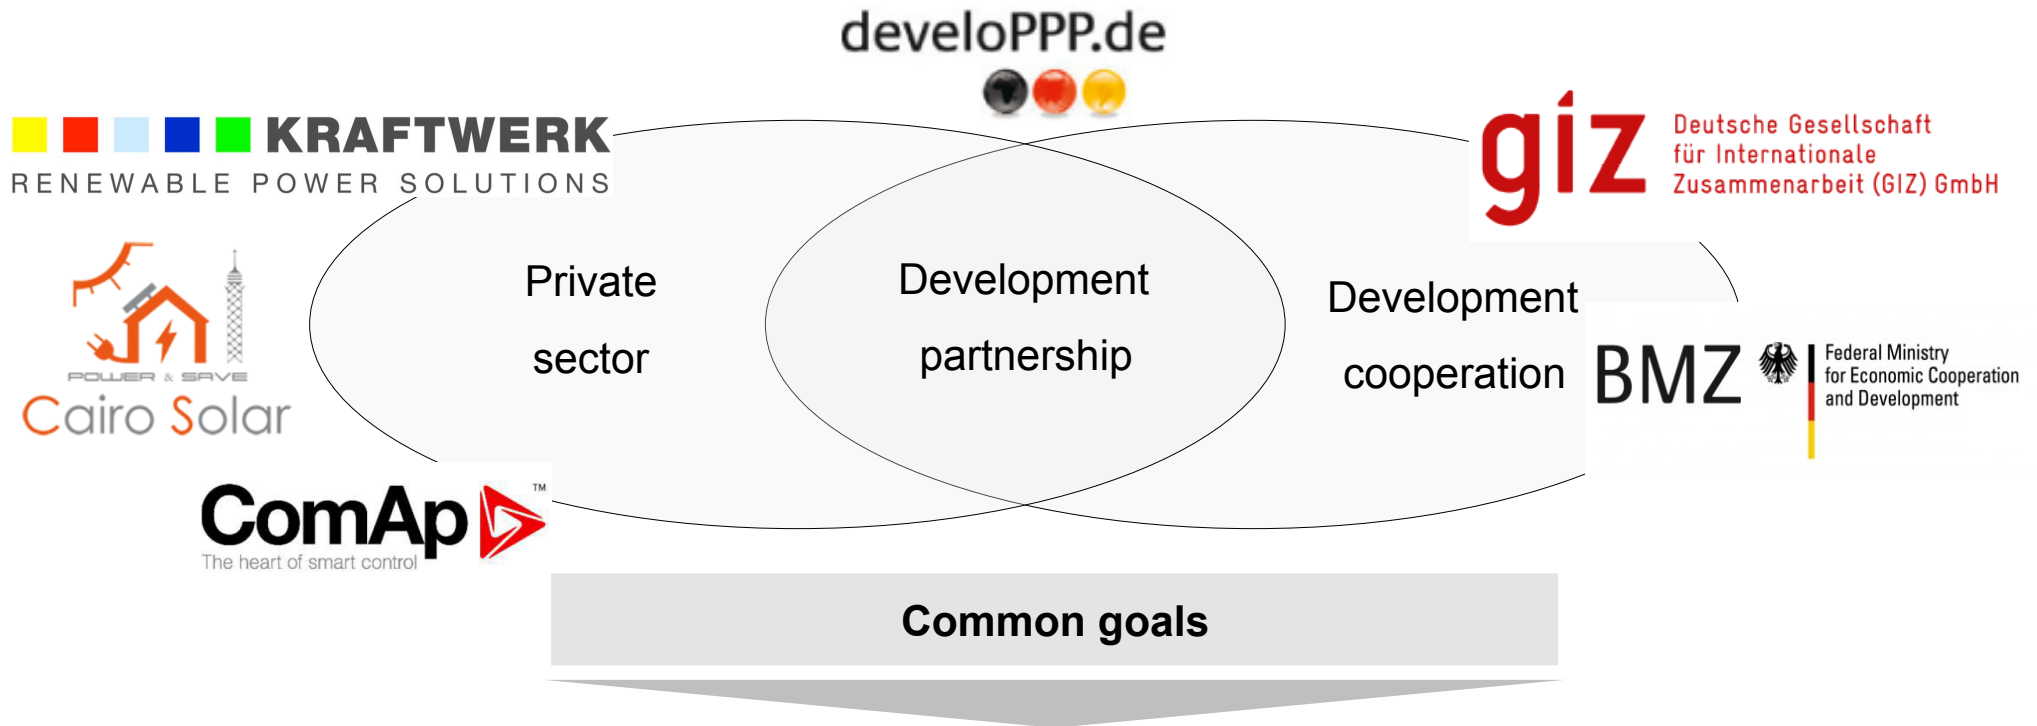 develoPPP.de
KRAFTWERK
RENEWABLE POWER SOLUTIONS
giz
Deutsche Gesellschaft
für Internationale
Zusammenarbeit (GIZ) GmbH
POWER & SAVE
Cairo Solar
Private
sector
Development
partnership
Development
cooperation
BMZ
Federal Ministry
for Economic Cooperation
and Development
ComAp
TM
The heart of smart control
Common goals